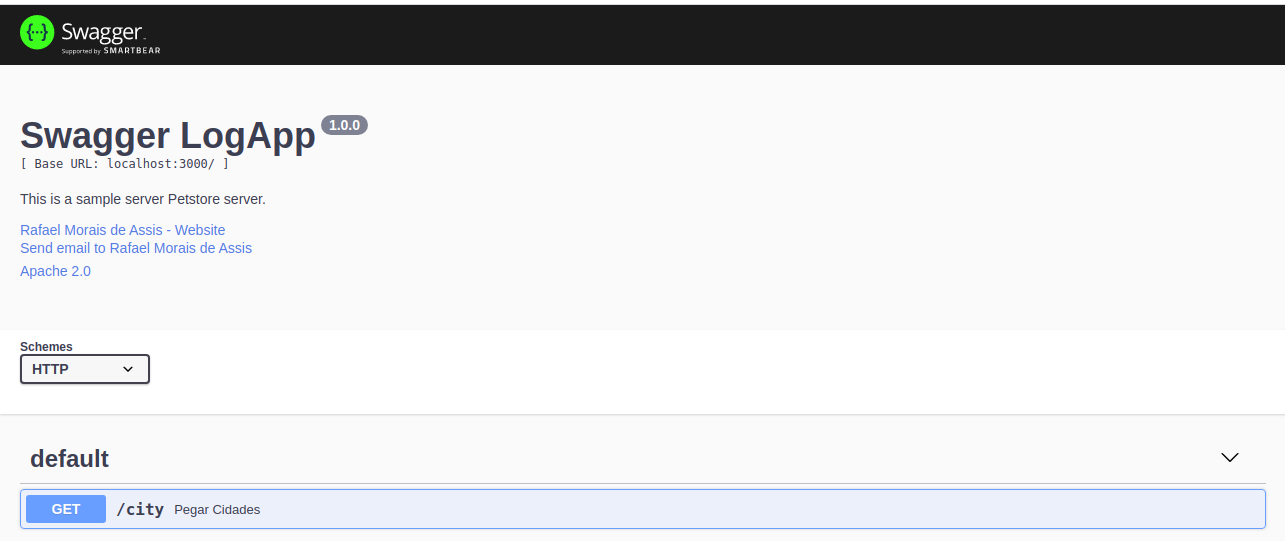 {···} Swagger
Supported by SMARTBEAR
Swagger LogApp 1.0.0
[ Base URL: localhost:3000/ ]
This is a sample server Petstore server.
Rafael Morais de Assis - Website
Send email to Rafael Morais de Assis
Apache 2.0
Schemes
HTTP
default
GET /city Pegar Cidades